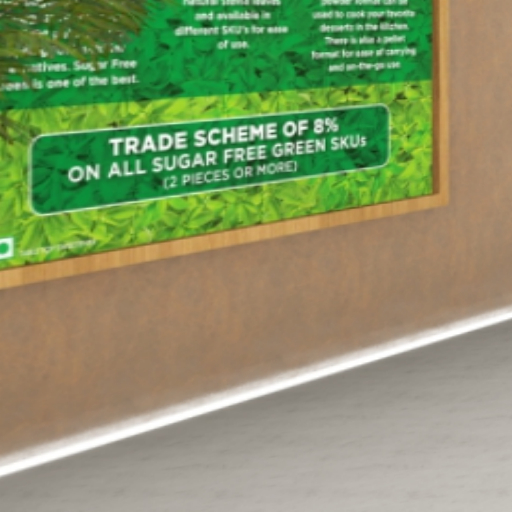 tives. Sugar Free
is one of the best.
natural stevia leaves
and available in
different SKU's for ease
of use.
used to cook your favorite
desserts in the kitchen.
There is also a pellet
format for ease of carrying
and on-the-go use.
TRADE SCHEME OF 8%
ON ALL SUGAR FREE GREEN SKUs
(2 PIECES OR MORE)